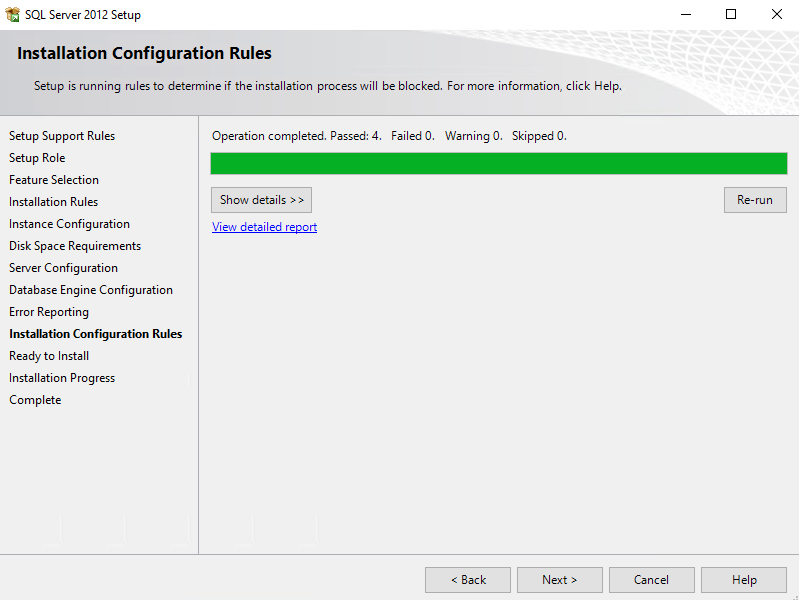 SQL Server 2012 Setup
Installation Configuration Rules
Setup is running rules to determine if the installation process will be blocked. For more information, click Help.
Setup Support Rules
Setup Role
Feature Selection
Installation Rules
Instance Configuration
Disk Space Requirements
Server Configuration
Database Engine Configuration
Error Reporting
Installation Configuration Rules
Ready to Install
Installation Progress
Complete
Operation completed. Passed: 4.   Failed 0.   Warning 0.   Skipped 0.
Show details >>
Re-run
View detailed report
< Back
Next >
Cancel
Help